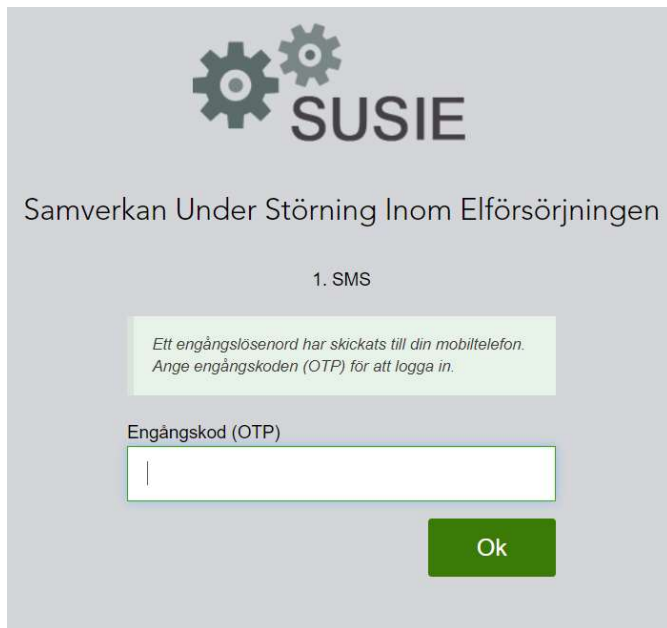 SUSIE
Samverkan Under Störning Inom Elförsörjningen
1. SMS
Ett engångslösenord har skickats till din mobiltelefon.
Ange engångskoden (OTP) för att logga in.
Engångskod (OTP)
Ok